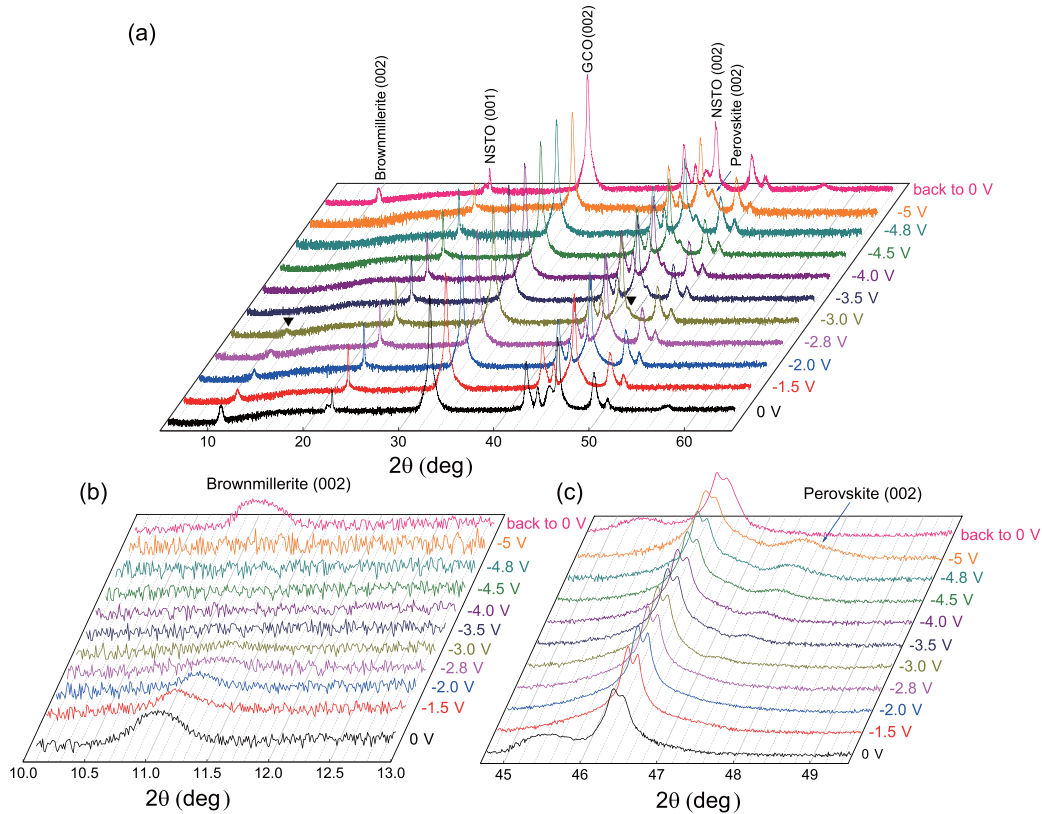 (a)
Brownmillerite (002)
NSTO (001)
GCO(002)
NSTO (002)
Perovskite (002)
back to 0 V
-5 V
-4.8 V
-4.5 V
-4.0 V
-3.5 V
-3.0 V
-2.8 V
-2.0 V
-1.5 V
0 V
10
20
30
40
50
60
2θ (deg)
(b)
Brownmillerite (002)
back to 0 V
-5 V
-4.8 V
-4.5 V
-4.0 V
-3.5 V
-3.0 V
-2.8 V
-2.0 V
-1.5 V
0 V
10.0
10.5
11.0
11.5
12.0
12.5
13.0
2θ (deg)
(c)
Perovskite (002)
back to 0 V
-5 V
-4.8 V
-4.5 V
-4.0 V
-3.5 V
-3.0 V
-2.8 V
-2.0 V
-1.5 V
0 V
45
46
47
48
49
2θ (deg)